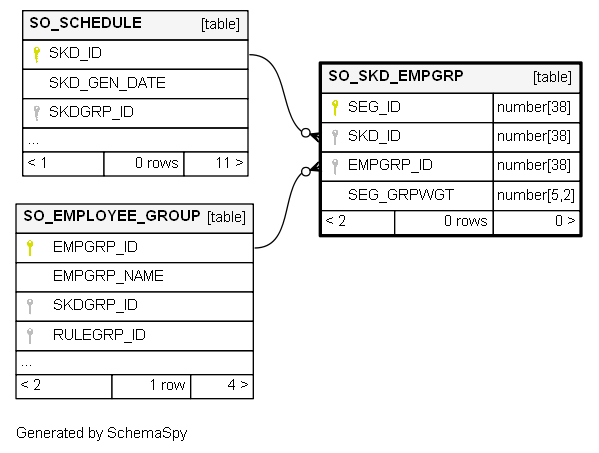 SO_SCHEDULE [table]
SKD_ID
SKD_GEN_DATE
SKDGRP_ID
...
< 1 0 rows 11 >
SO_SKD_EMPGRP [table]
SEG_ID number[38]
SKD_ID number[38]
EMPGRP_ID number[38]
SEG_GRPWGT number[5,2]
< 2 0 rows 0 >
SO_EMPLOYEE_GROUP [table]
EMPGRP_ID
EMPGRP_NAME
SKDGRP_ID
RULEGRP_ID
...
< 2 1 row 4 >
Generated by SchemaSpy